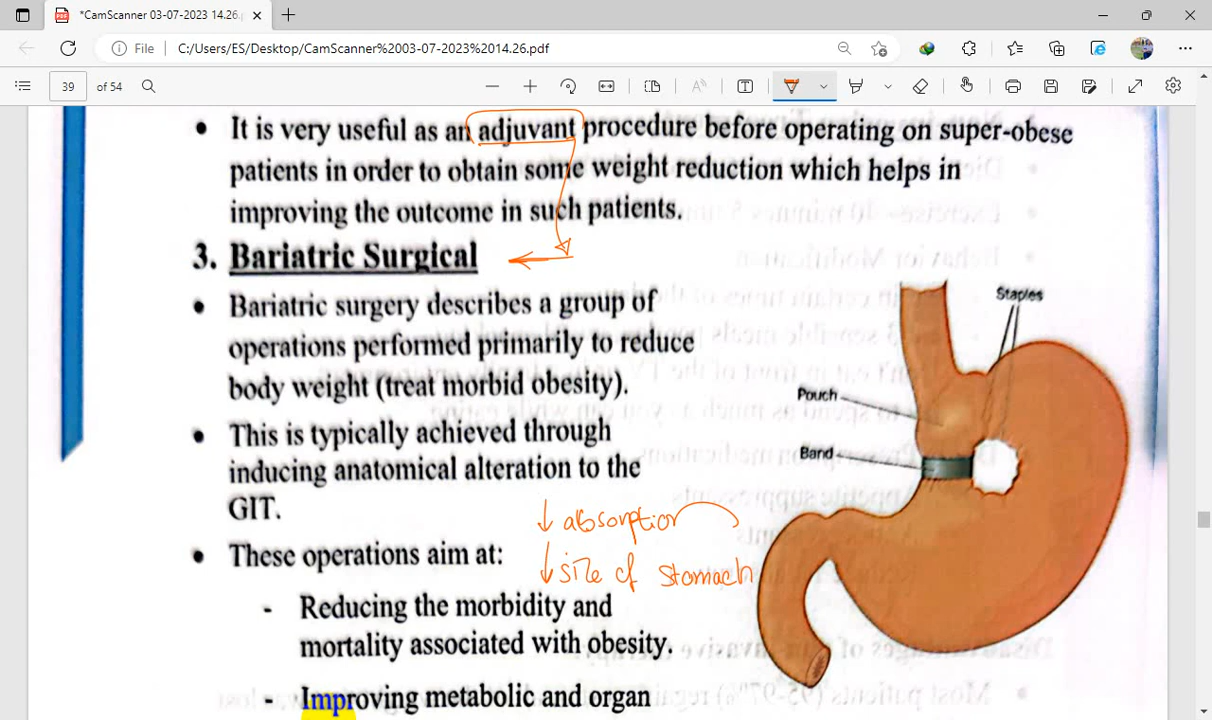 *CamScanner 03-07-2023 14.26.p
File
C:/Users/ES/Desktop/CamScanner%2003-07-2023%2014.26.pdf
39 of 54
• It is very useful as an adjuvant procedure before operating on super-obese
patients in order to obtain some weight reduction which helps in
improving the outcome in such patients.
3. Bariatric Surgical
• Bariatric surgery describes a group of
operations performed primarily to reduce
body weight (treat morbid obesity).
• This is typically achieved through
inducing anatomical alteration to the
GIT.
↓ absorption
• These operations aim at:
↓ size of stomach
- Reducing the morbidity and
mortality associated with obesity.
- Improving metabolic and organ
Staples
Pouch
Band